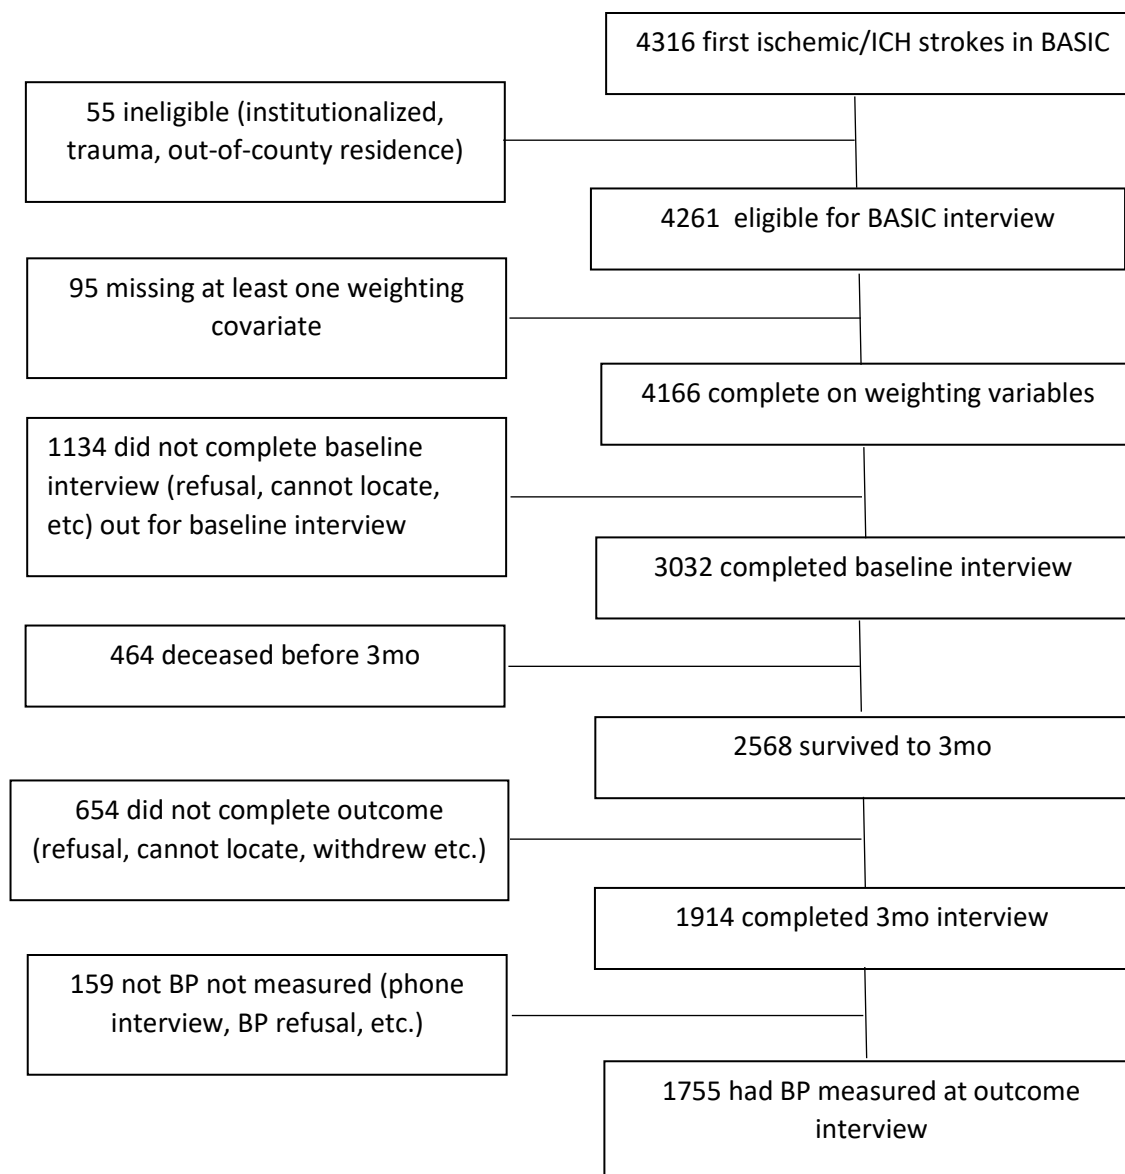 4316 first ischemic/ICH strokes in BASIC
55 ineligible (institutionalized,
trauma, out-of-county residence)
4261  eligible for BASIC interview
95 missing at least one weighting
covariate
4166 complete on weighting variables
1134 did not complete baseline
interview (refusal, cannot locate,
etc) out for baseline interview
3032 completed baseline interview
464 deceased before 3mo
2568 survived to 3mo
654 did not complete outcome
(refusal, cannot locate, withdrew etc.)
1914 completed 3mo interview
159 not BP not measured (phone
interview, BP refusal, etc.)
1755 had BP measured at outcome
interview